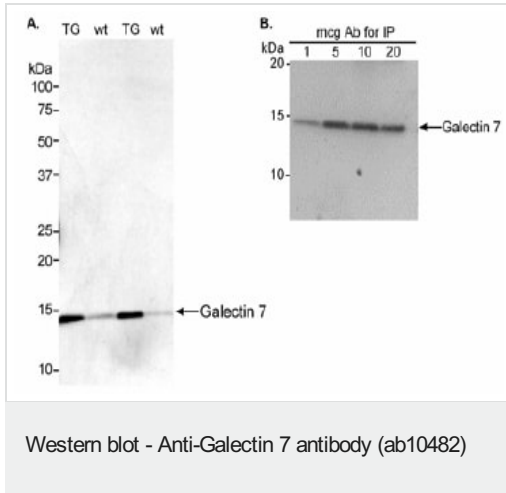 A.
TG wt TG wt
kDa
100-
75-
50-
37-
25-
20-
15-
Galectin 7
10-
B.
mcg Ab for IP
kDa 1 5 10 20
20-
15-
Galectin 7
10-
Western blot - Anti-Galectin 7 antibody (ab10482)